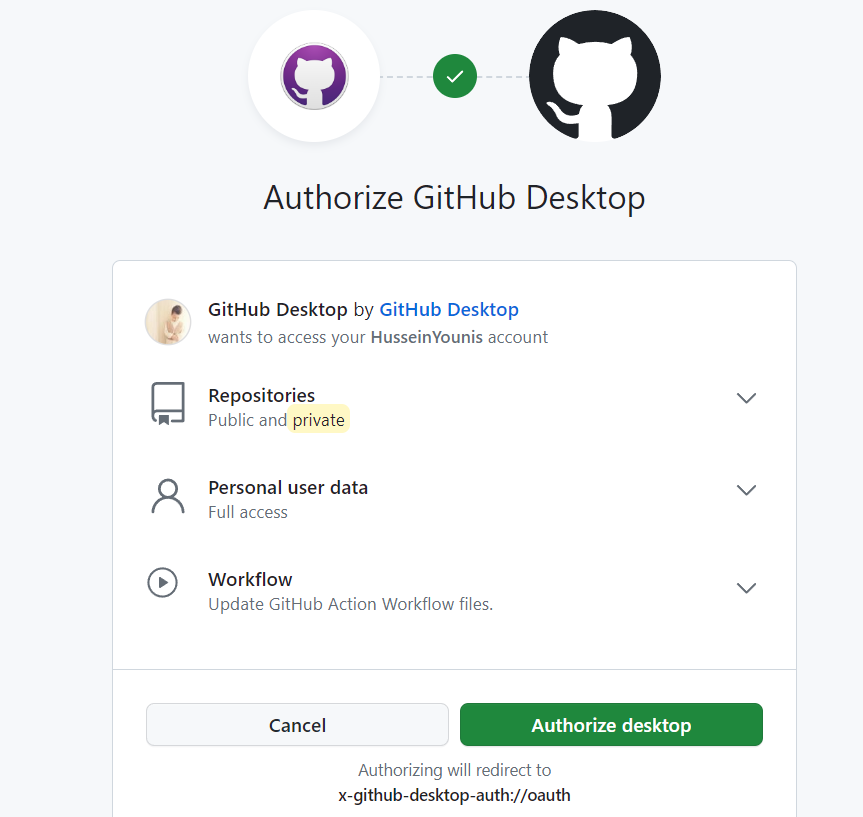 Authorize GitHub Desktop
GitHub Desktop by GitHub Desktop
wants to access your HusseinYounis account
Repositories
Public and private
Personal user data
Full access
Workflow
Update GitHub Action Workflow files.
Cancel
Authorize desktop
Authorizing will redirect to
x-github-desktop-auth://oauth